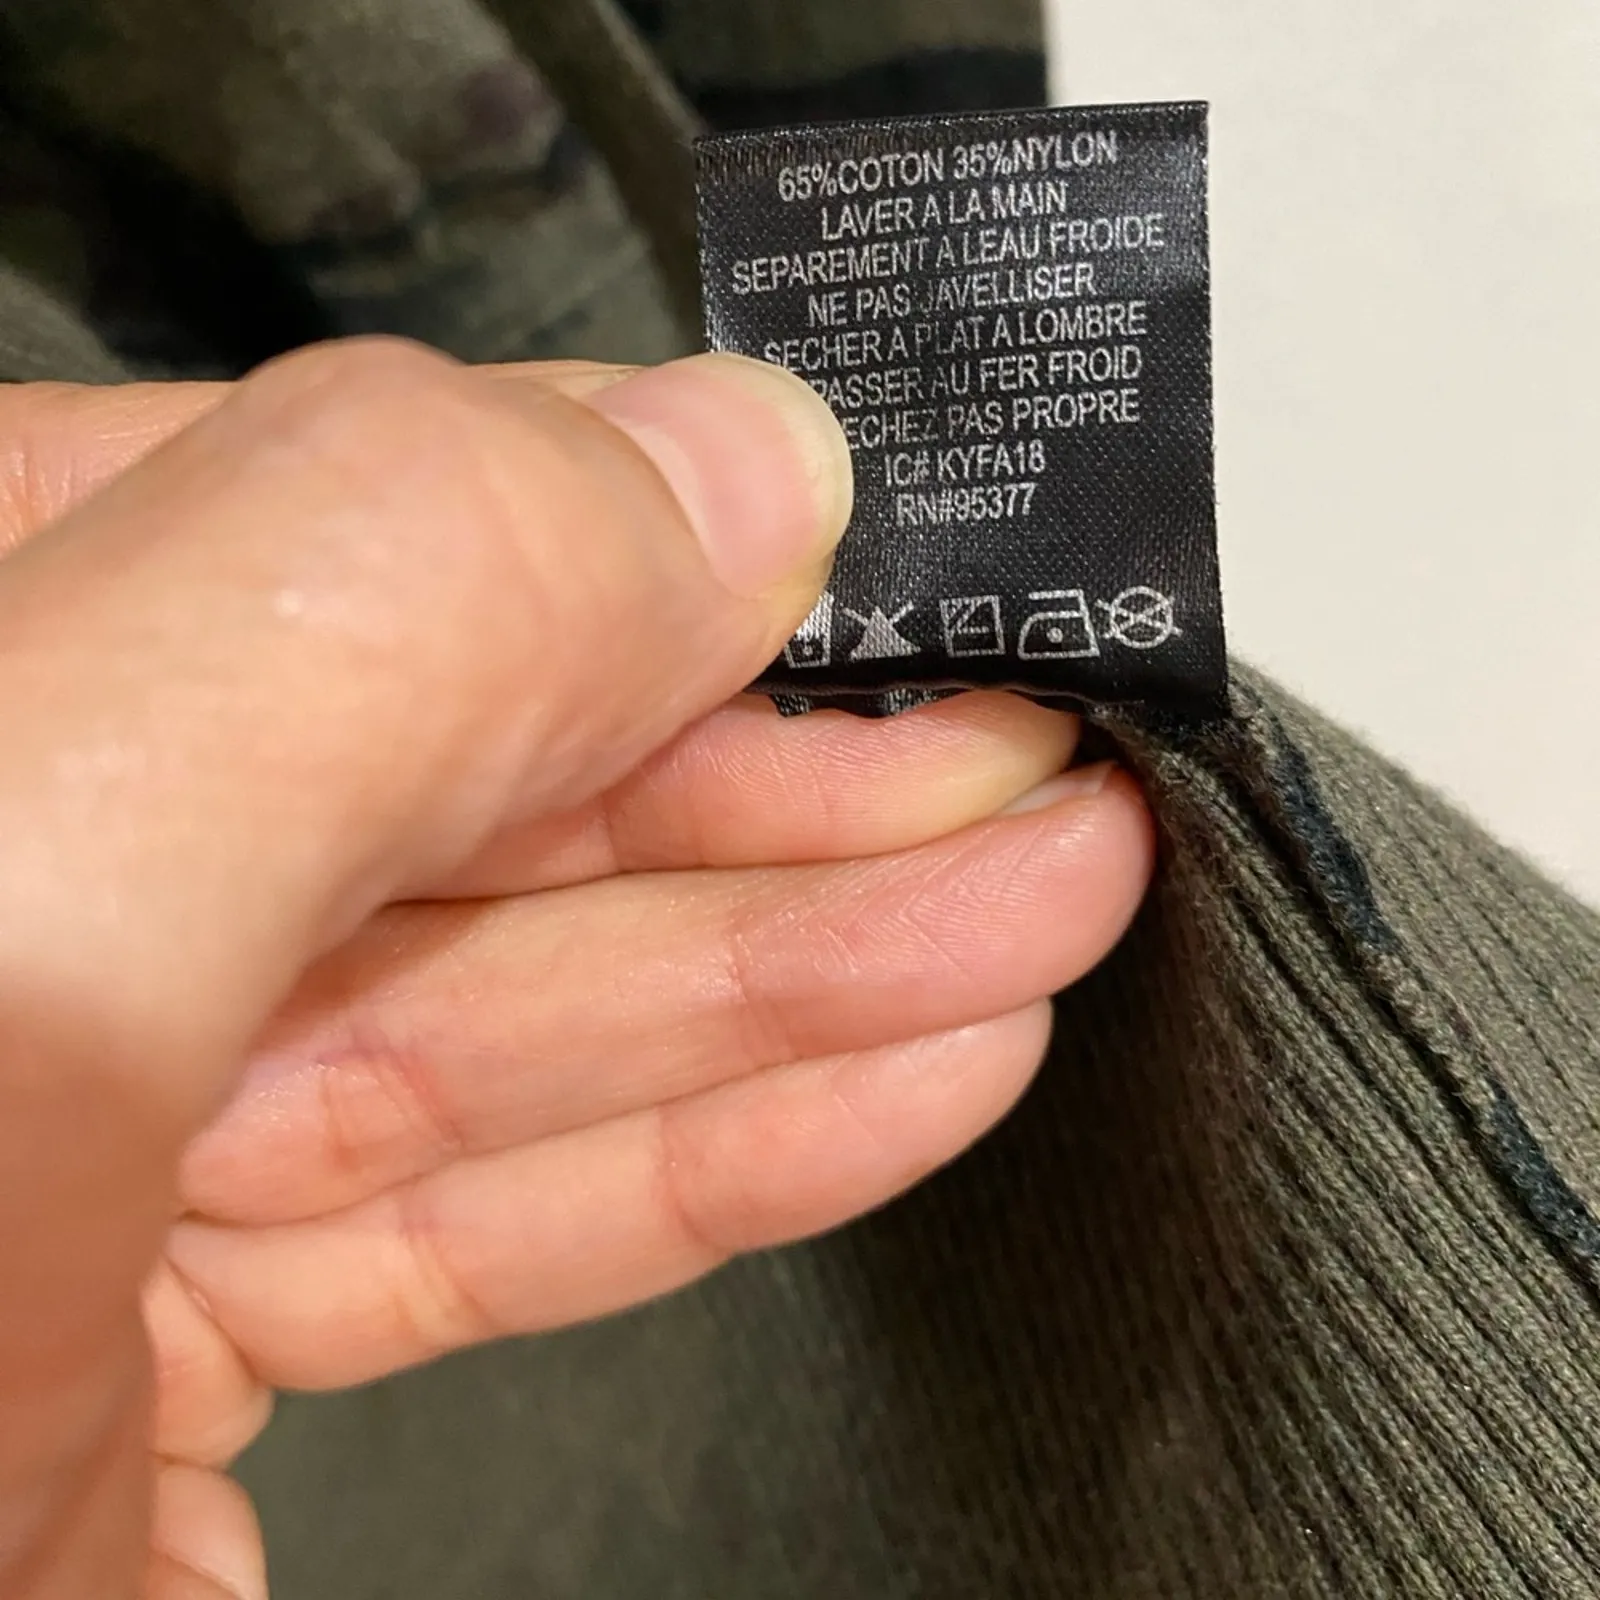 65%COTON 35%NYLON
LAVER A LA MAIN
SEPAREMENT A LEAU FROIDE
NE PAS JAVELLISER
SECHER A PLAT A LOMBRE
PASSER AU FER FROID
PAS PROPRE
IC# KYFA18
RN#95377